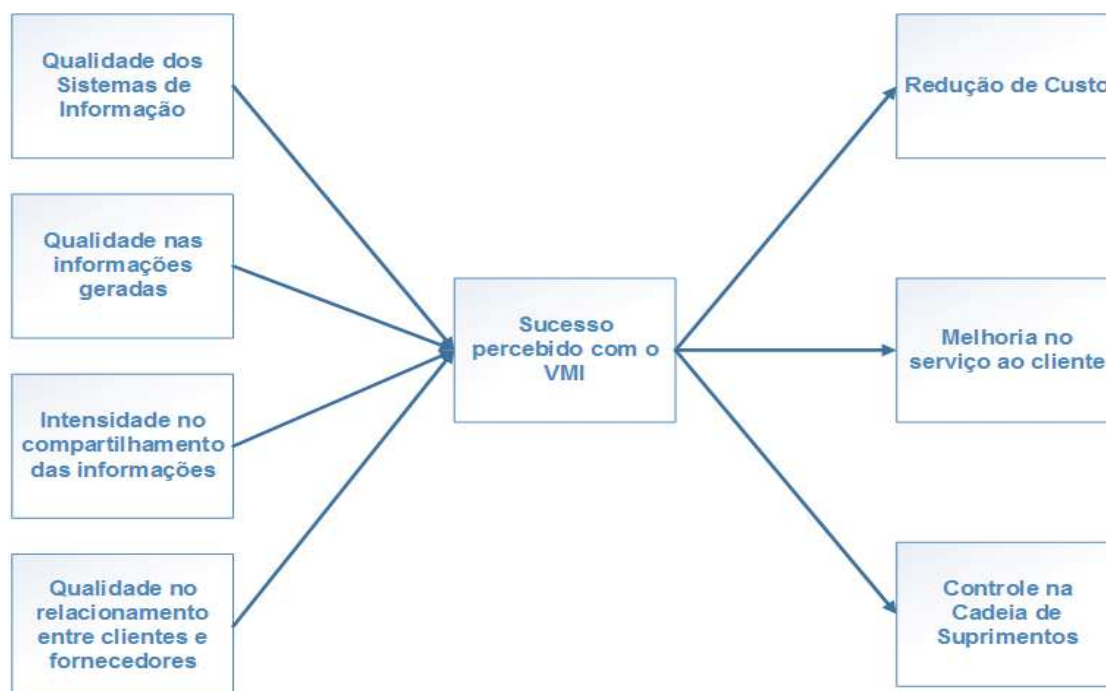 Qualidade dos
Sistemas de
Informação
Qualidade nas
informações
geradas
Intensidade no
compartilhamento
das informações
Qualidade no
relacionamento
entre clientes e
fornecedores
Sucesso
percebido com o
VMI
Redução de Custo
Melhoria no
serviço ao cliente
Controle na
Cadeia de
Suprimentos